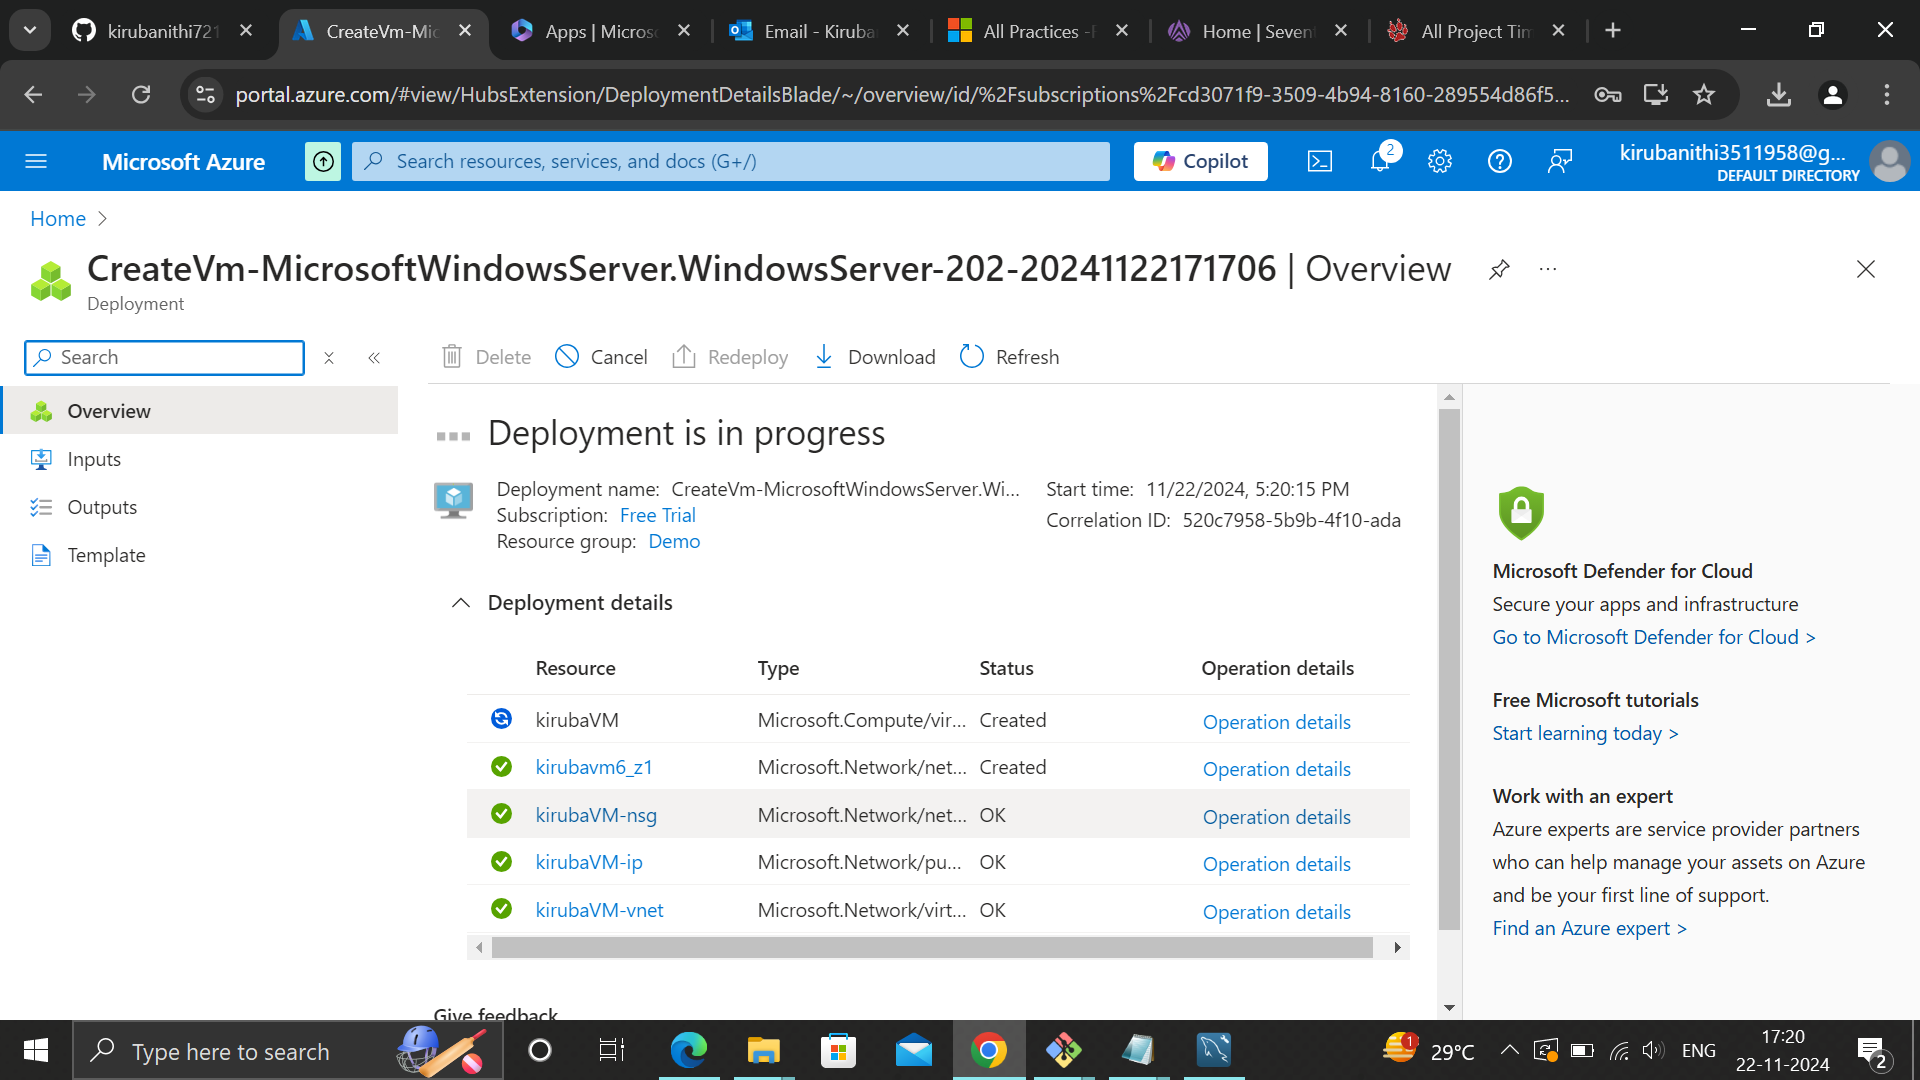 kirubanithi721
CreateVm-Mic
Apps | Micros
Email - Kiruba
All Practices -
Home | Sevent
All Project Tim
portal.azure.com/#view/HubsExtension/DeploymentDetailsBlade/~/overview/id/%2Fsubscriptions%2Fcd3071f9-3509-4b94-8160-289554d86f5...
Microsoft Azure
Search resources, services, and docs (G+/)
Copilot
2
kirubanithi3511958@g...
DEFAULT DIRECTORY
Home
CreateVm-MicrosoftWindowsServer.WindowsServer-202-20241122171706 | Overview
Deployment
Search
Delete
Cancel
Redeploy
Download
Refresh
Overview
Inputs
Outputs
Template
Deployment is in progress
Deployment name: CreateVm-MicrosoftWindowsServer.Wi...
Subscription: Free Trial
Resource group: Demo
Start time: 11/22/2024, 5:20:15 PM
Correlation ID: 520c7958-5b9b-4f10-ada
Deployment details
Resource Type Status Operation details
kirubaVM Microsoft.Compute/vir... Created Operation details
kirubavm6_z1 Microsoft.Network/net... Created Operation details
kirubaVM-nsg Microsoft.Network/net... OK Operation details
kirubaVM-ip Microsoft.Network/pu... OK Operation details
kirubaVM-vnet Microsoft.Network/virt... OK Operation details
Give feedback
Microsoft Defender for Cloud
Secure your apps and infrastructure
Go to Microsoft Defender for Cloud >
Free Microsoft tutorials
Start learning today >
Work with an expert
Azure experts are service provider partners
who can help manage your assets on Azure
and be your first line of support.
Find an Azure expert >
Type here to search
1
29°C
ENG
17:20
22-11-2024
2